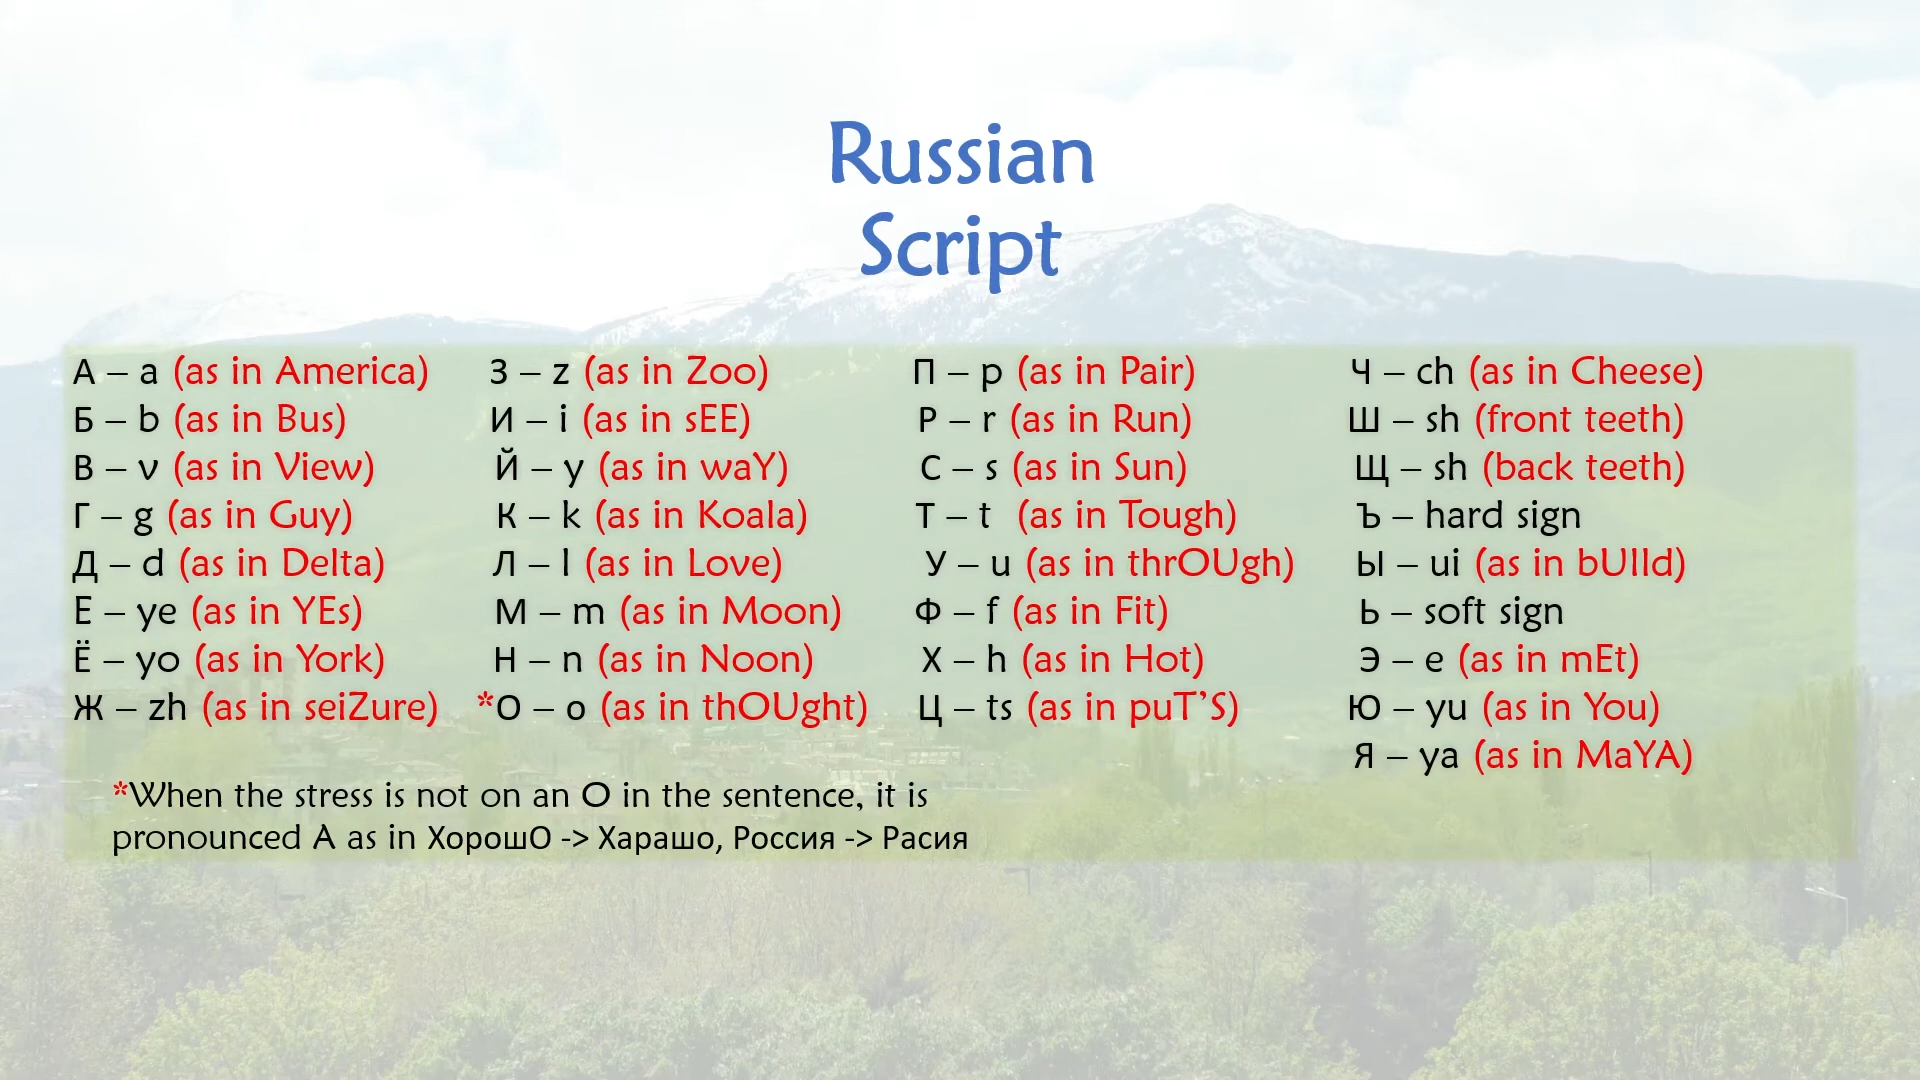 Russian
Script
А – a (as in America)
Б – b (as in Bus)
В – v (as in View)
Г – g (as in Guy)
Д – d (as in Delta)
Е – ye (as in YEs)
Ё – yo (as in York)
Ж – zh (as in seiZure)
З – z (as in Zoo)
И – i (as in sEE)
Й – y (as in waY)
К – k (as in Koala)
Л – l (as in Love)
М – m (as in Moon)
Н – n (as in Noon)
*О – o (as in thOUght)
П – p (as in Pair)
Р – r (as in Run)
С – s (as in Sun)
Т – t (as in Tough)
У – u (as in thrOUgh)
Ф – f (as in Fit)
Х – h (as in Hot)
Ц – ts (as in puT’S)
Ч – ch (as in Cheese)
Ш – sh (front teeth)
Щ – sh (back teeth)
Ъ – hard sign
Ы – ui (as in bUIld)
Ь – soft sign
Э – e (as in mEt)
Ю – yu (as in You)
Я – ya (as in MaYA)
*When the stress is not on an O in the sentence, it is
pronounced A as in ХорошО -> Харашо, Россия -> Расия